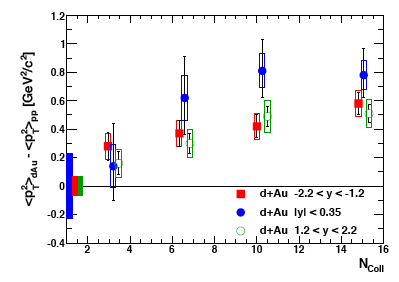 <p²T>dAu - <p²T>pp [GeV²/c²]
1.2
1
0.8
0.6
0.4
0.2
0
-0.2
-0.4
d+Au -2.2 < y < -1.2
d+Au |y| < 0.35
d+Au 1.2 < y < 2.2
2 4 6 8 10 12 14 16
NColl